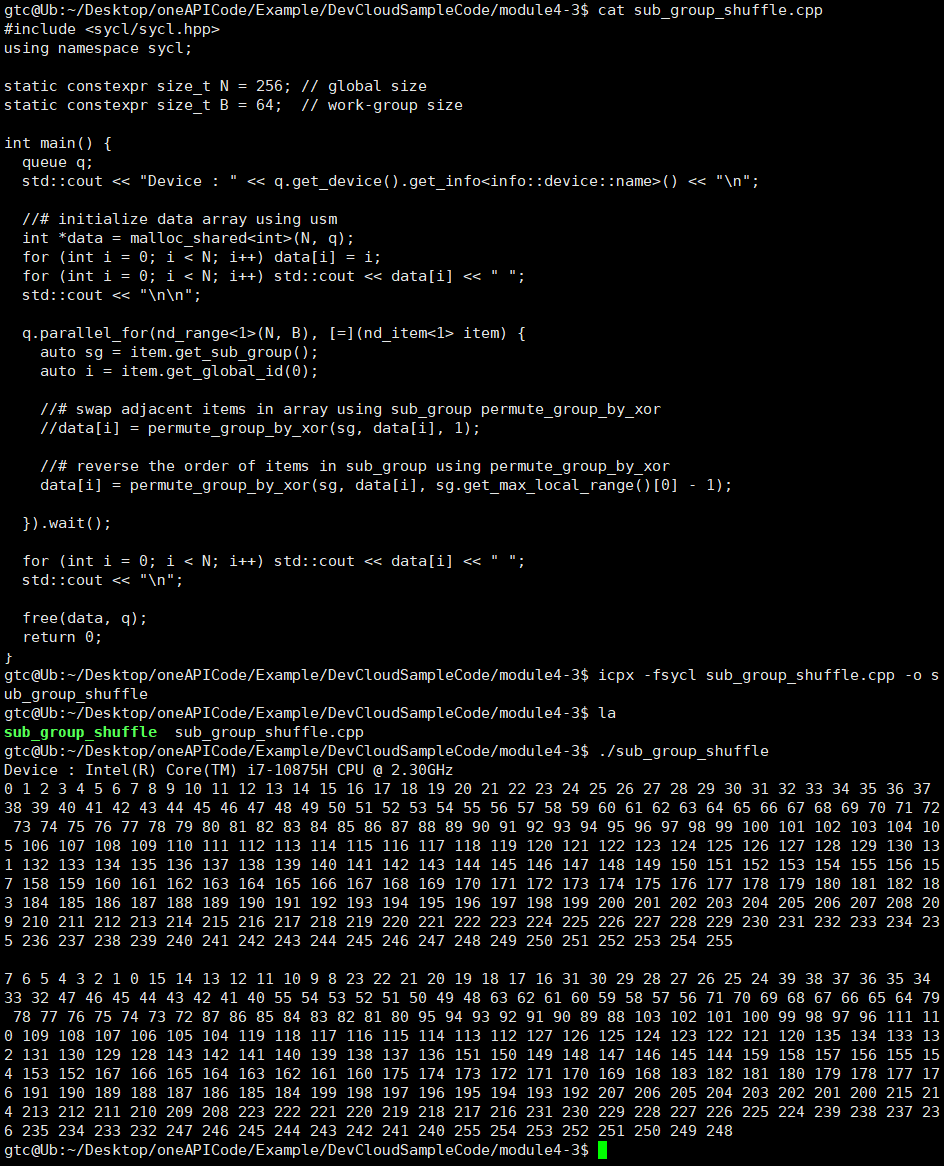 gtc@Ub:~/Desktop/oneAPICode/Example/DevCloudSampleCode/module4-3$ cat sub_group_shuffle.cpp
#include <sycl/sycl.hpp>
using namespace sycl;

static constexpr size_t N = 256; // global size
static constexpr size_t B = 64;  // work-group size

int main() {
  queue q;
  std::cout << "Device : " << q.get_device().get_info<info::device::name>() << "\n";

  //# initialize data array using usm
  int *data = malloc_shared<int>(N, q);
  for (int i = 0; i < N; i++) data[i] = i;
  for (int i = 0; i < N; i++) std::cout << data[i] << " ";
  std::cout << "\n\n";

  q.parallel_for(nd_range<1>(N, B), [=](nd_item<1> item) {
    auto sg = item.get_sub_group();
    auto i = item.get_global_id(0);

    //# swap adjacent items in array using sub_group permute_group_by_xor
    //data[i] = permute_group_by_xor(sg, data[i], 1);

    //# reverse the order of items in sub_group using permute_group_by_xor
    data[i] = permute_group_by_xor(sg, data[i], sg.get_max_local_range()[0] - 1);

  }).wait();

  for (int i = 0; i < N; i++) std::cout << data[i] << " ";
  std::cout << "\n";

  free(data, q);
  return 0;
}
gtc@Ub:~/Desktop/oneAPICode/Example/DevCloudSampleCode/module4-3$ icpx -fsycl sub_group_shuffle.cpp -o s
ub_group_shuffle
gtc@Ub:~/Desktop/oneAPICode/Example/DevCloudSampleCode/module4-3$ la
sub_group_shuffle  sub_group_shuffle.cpp
gtc@Ub:~/Desktop/oneAPICode/Example/DevCloudSampleCode/module4-3$ ./sub_group_shuffle
Device : Intel(R) Core(TM) i7-10875H CPU @ 2.30GHz
0 1 2 3 4 5 6 7 8 9 10 11 12 13 14 15 16 17 18 19 20 21 22 23 24 25 26 27 28 29 30 31 32 33 34 35 36 37
38 39 40 41 42 43 44 45 46 47 48 49 50 51 52 53 54 55 56 57 58 59 60 61 62 63 64 65 66 67 68 69 70 71 72
 73 74 75 76 77 78 79 80 81 82 83 84 85 86 87 88 89 90 91 92 93 94 95 96 97 98 99 100 101 102 103 104 10
5 106 107 108 109 110 111 112 113 114 115 116 117 118 119 120 121 122 123 124 125 126 127 128 129 130 13
1 132 133 134 135 136 137 138 139 140 141 142 143 144 145 146 147 148 149 150 151 152 153 154 155 156 15
7 158 159 160 161 162 163 164 165 166 167 168 169 170 171 172 173 174 175 176 177 178 179 180 181 182 18
3 184 185 186 187 188 189 190 191 192 193 194 195 196 197 198 199 200 201 202 203 204 205 206 207 208 20
9 210 211 212 213 214 215 216 217 218 219 220 221 222 223 224 225 226 227 228 229 230 231 232 233 234 23
5 236 237 238 239 240 241 242 243 244 245 246 247 248 249 250 251 252 253 254 255

7 6 5 4 3 2 1 0 15 14 13 12 11 10 9 8 23 22 21 20 19 18 17 16 31 30 29 28 27 26 25 24 39 38 37 36 35 34
33 32 47 46 45 44 43 42 41 40 55 54 53 52 51 50 49 48 63 62 61 60 59 58 57 56 71 70 69 68 67 66 65 64 79
 78 77 76 75 74 73 72 87 86 85 84 83 82 81 80 95 94 93 92 91 90 89 88 103 102 101 100 99 98 97 96 111 11
0 109 108 107 106 105 104 119 118 117 116 115 114 113 112 127 126 125 124 123 122 121 120 135 134 133 13
2 131 130 129 128 143 142 141 140 139 138 137 136 151 150 149 148 147 146 145 144 159 158 157 156 155 15
4 153 152 167 166 165 164 163 162 161 160 175 174 173 172 171 170 169 168 183 182 181 180 179 178 177 17
6 191 190 189 188 187 186 185 184 199 198 197 196 195 194 193 192 207 206 205 204 203 202 201 200 215 21
4 213 212 211 210 209 208 223 222 221 220 219 218 217 216 231 230 229 228 227 226 225 224 239 238 237 23
6 235 234 233 232 247 246 245 244 243 242 241 240 255 254 253 252 251 250 249 248
gtc@Ub:~/Desktop/oneAPICode/Example/DevCloudSampleCode/module4-3$